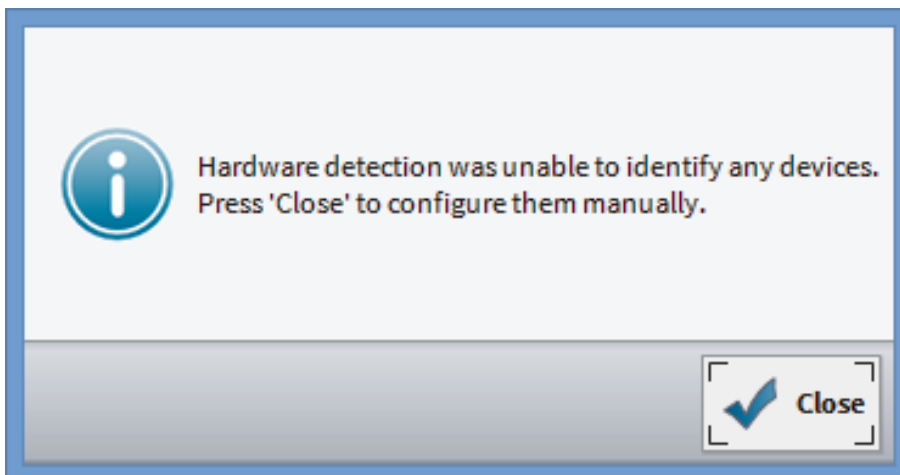 Hardware detection was unable to identify any devices.
Press 'Close' to configure them manually.
Close